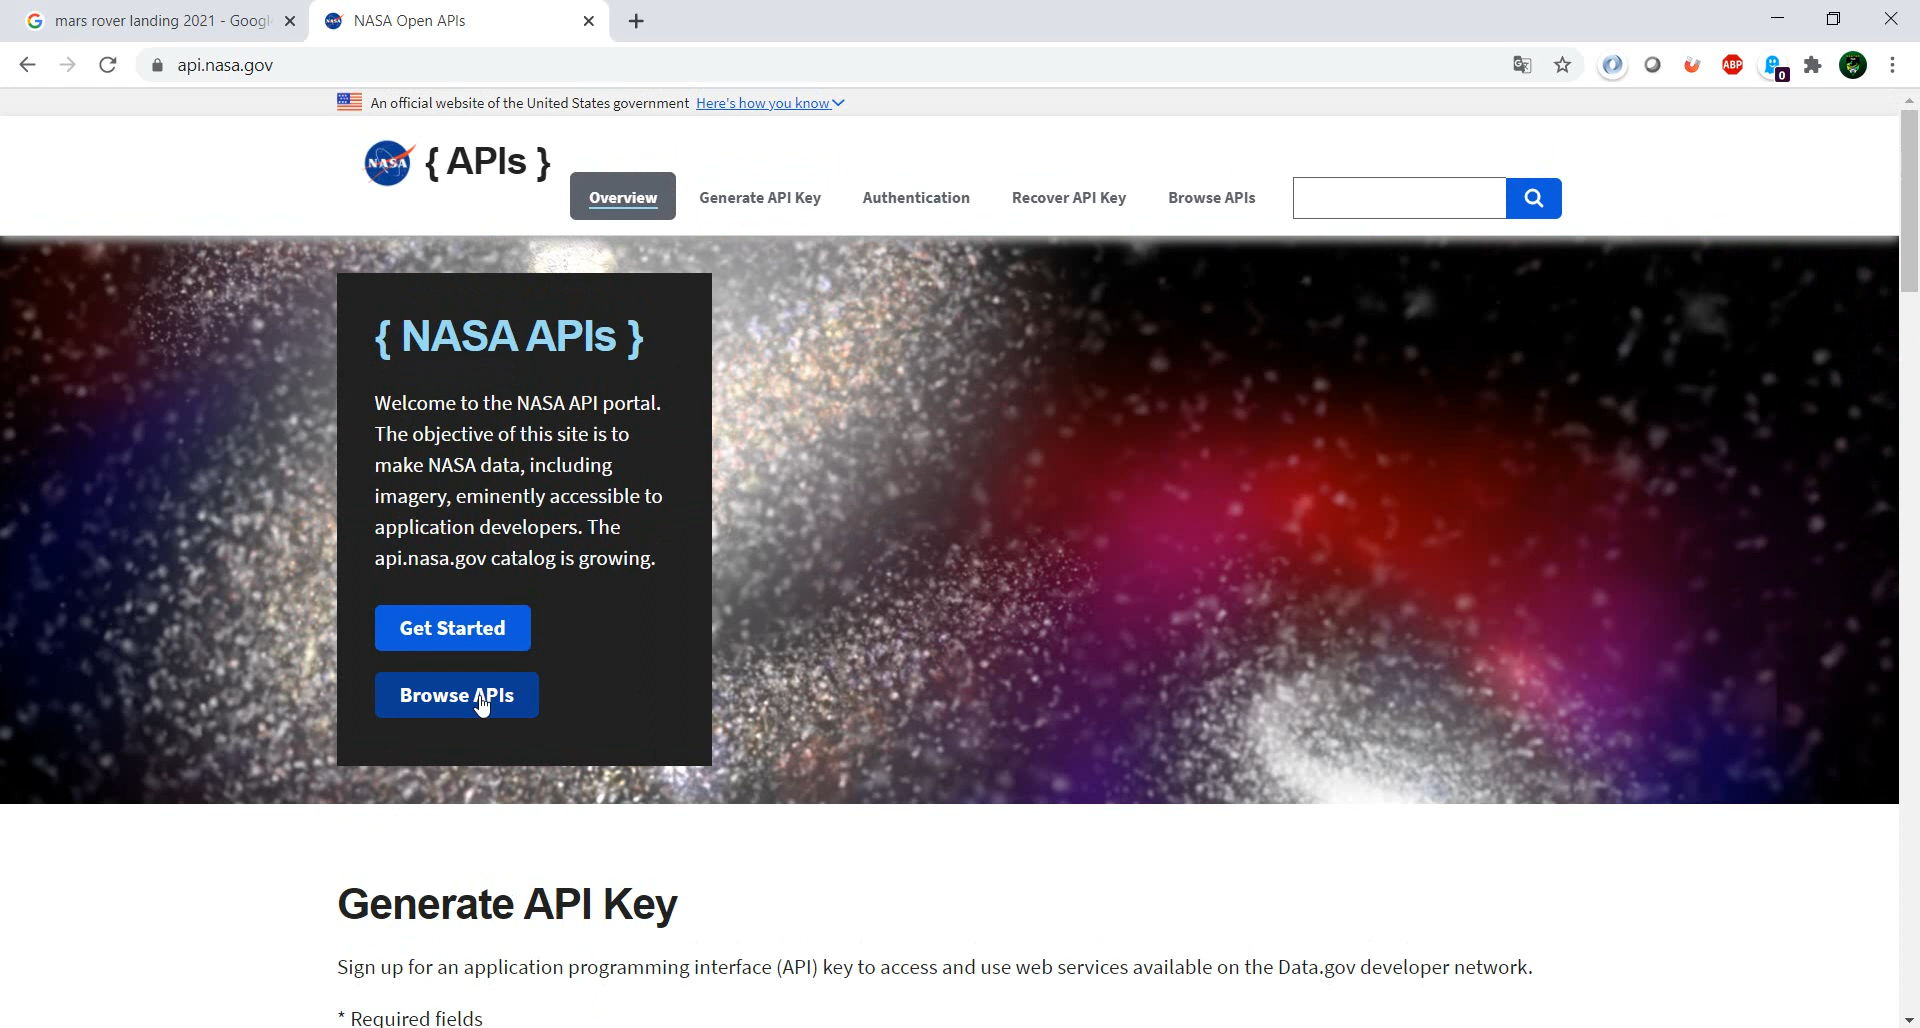 mars rover landing 2021 - Googl
NASA Open APIs
api.nasa.gov
ABP
0
An official website of the United States government Here's how you know
NASA { APIs }
Overview Generate API Key Authentication Recover API Key Browse APIs
{ NASA APIs }
Welcome to the NASA API portal.
The objective of this site is to
make NASA data, including
imagery, eminently accessible to
application developers. The
api.nasa.gov catalog is growing.
Get Started
Browse APIs
Generate API Key
Sign up for an application programming interface (API) key to access and use web services available on the Data.gov developer network.
* Required fields